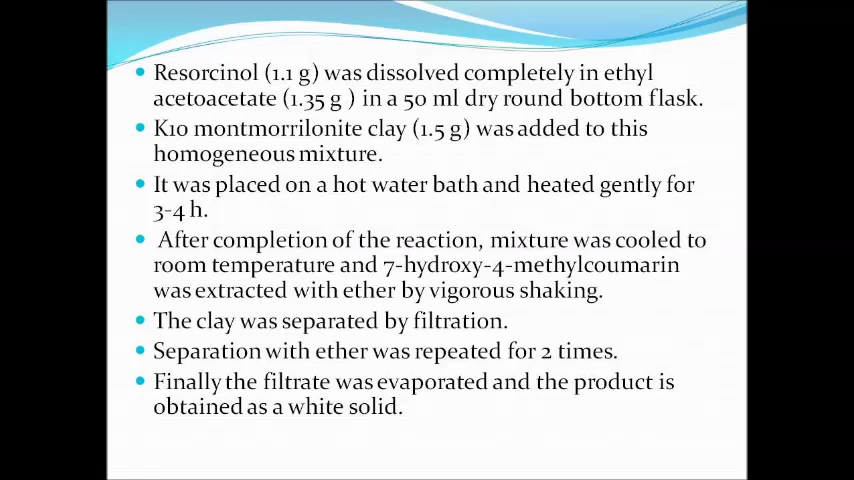 • Resorcinol (1.1 g) was dissolved completely in ethyl
acetoacetate (1.35 g ) in a 50 ml dry round bottom flask.
• K10 montmorrilonite clay (1.5 g) was added to this
homogeneous mixture.
• It was placed on a hot water bath and heated gently for
3-4 h.
• After completion of the reaction, mixture was cooled to
room temperature and 7-hydroxy-4-methylcoumarin
was extracted with ether by vigorous shaking.
• The clay was separated by filtration.
• Separation with ether was repeated for 2 times.
• Finally the filtrate was evaporated and the product is
obtained as a white solid.